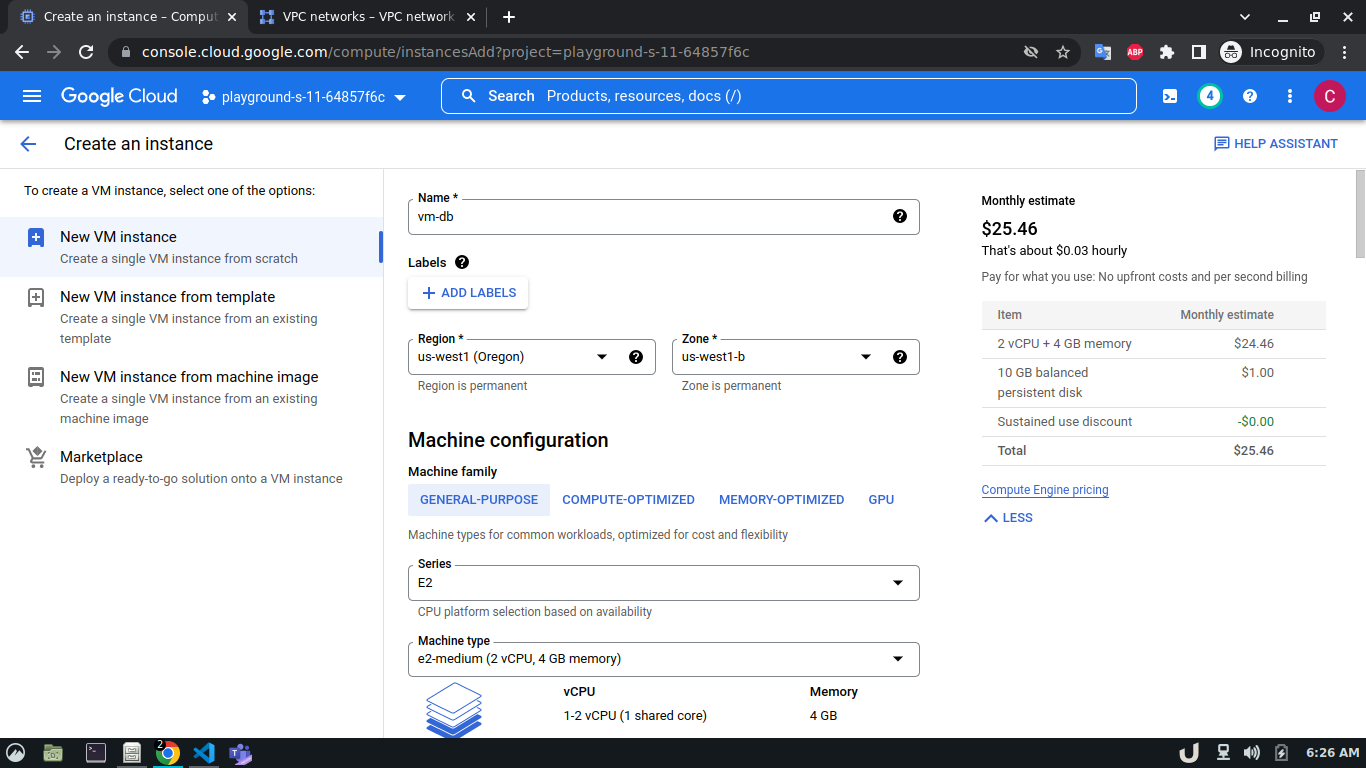 Create an instance – Comput
VPC networks – VPC network
console.cloud.google.com/compute/instancesAdd?project=playground-s-11-64857f6c
ABP
Incognito
Google Cloud
playground-s-11-64857f6c
Search Products, resources, docs (/)
4
C
Create an instance
HELP ASSISTANT
To create a VM instance, select one of the options:
New VM instance
Create a single VM instance from scratch
New VM instance from template
Create a single VM instance from an existing
template
New VM instance from machine image
Create a single VM instance from an existing
machine image
Marketplace
Deploy a ready-to-go solution onto a VM instance
Name *
vm-db
Labels
ADD LABELS
Region *
us-west1 (Oregon)
Region is permanent
Zone *
us-west1-b
Zone is permanent
Machine configuration
Machine family
GENERAL-PURPOSE COMPUTE-OPTIMIZED MEMORY-OPTIMIZED GPU
Machine types for common workloads, optimized for cost and flexibility
Series
E2
CPU platform selection based on availability
Machine type
e2-medium (2 vCPU, 4 GB memory)
vCPU Memory
1-2 vCPU (1 shared core) 4 GB
Monthly estimate
$25.46
That's about $0.03 hourly
Pay for what you use: No upfront costs and per second billing
Item Monthly estimate
2 vCPU + 4 GB memory $24.46
10 GB balanced $1.00
persistent disk
Sustained use discount -$0.00
Total $25.46
Compute Engine pricing
LESS
2
6:26 AM